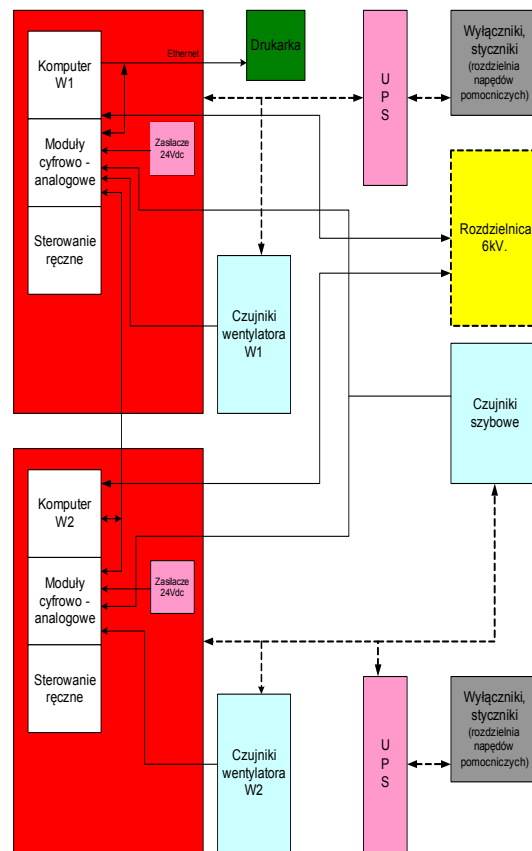 Komputer
W1
Ethernet
Drukarka
U
P
S
Wyłączniki,
styczniki
(rozdzielnia
napędów
pomocniczych)
Moduły
cyfrowo -
analogowe
Zasilacze
24Vdc
Sterowanie
ręczne
Rozdzielnica
6kV.
Czujniki
wentylatora
W1
Czujniki
szybowe
Komputer
W2
Moduły
cyfrowo -
analogowe
Zasilacze
24Vdc
Sterowanie
ręczne
Czujniki
wentylatora
W2
U
P
S
Wyłączniki,
styczniki
(rozdzielnia
napędów
pomocniczych)